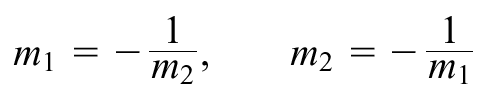 m₁ = −1/m₂,  m₂ = −1/m₁